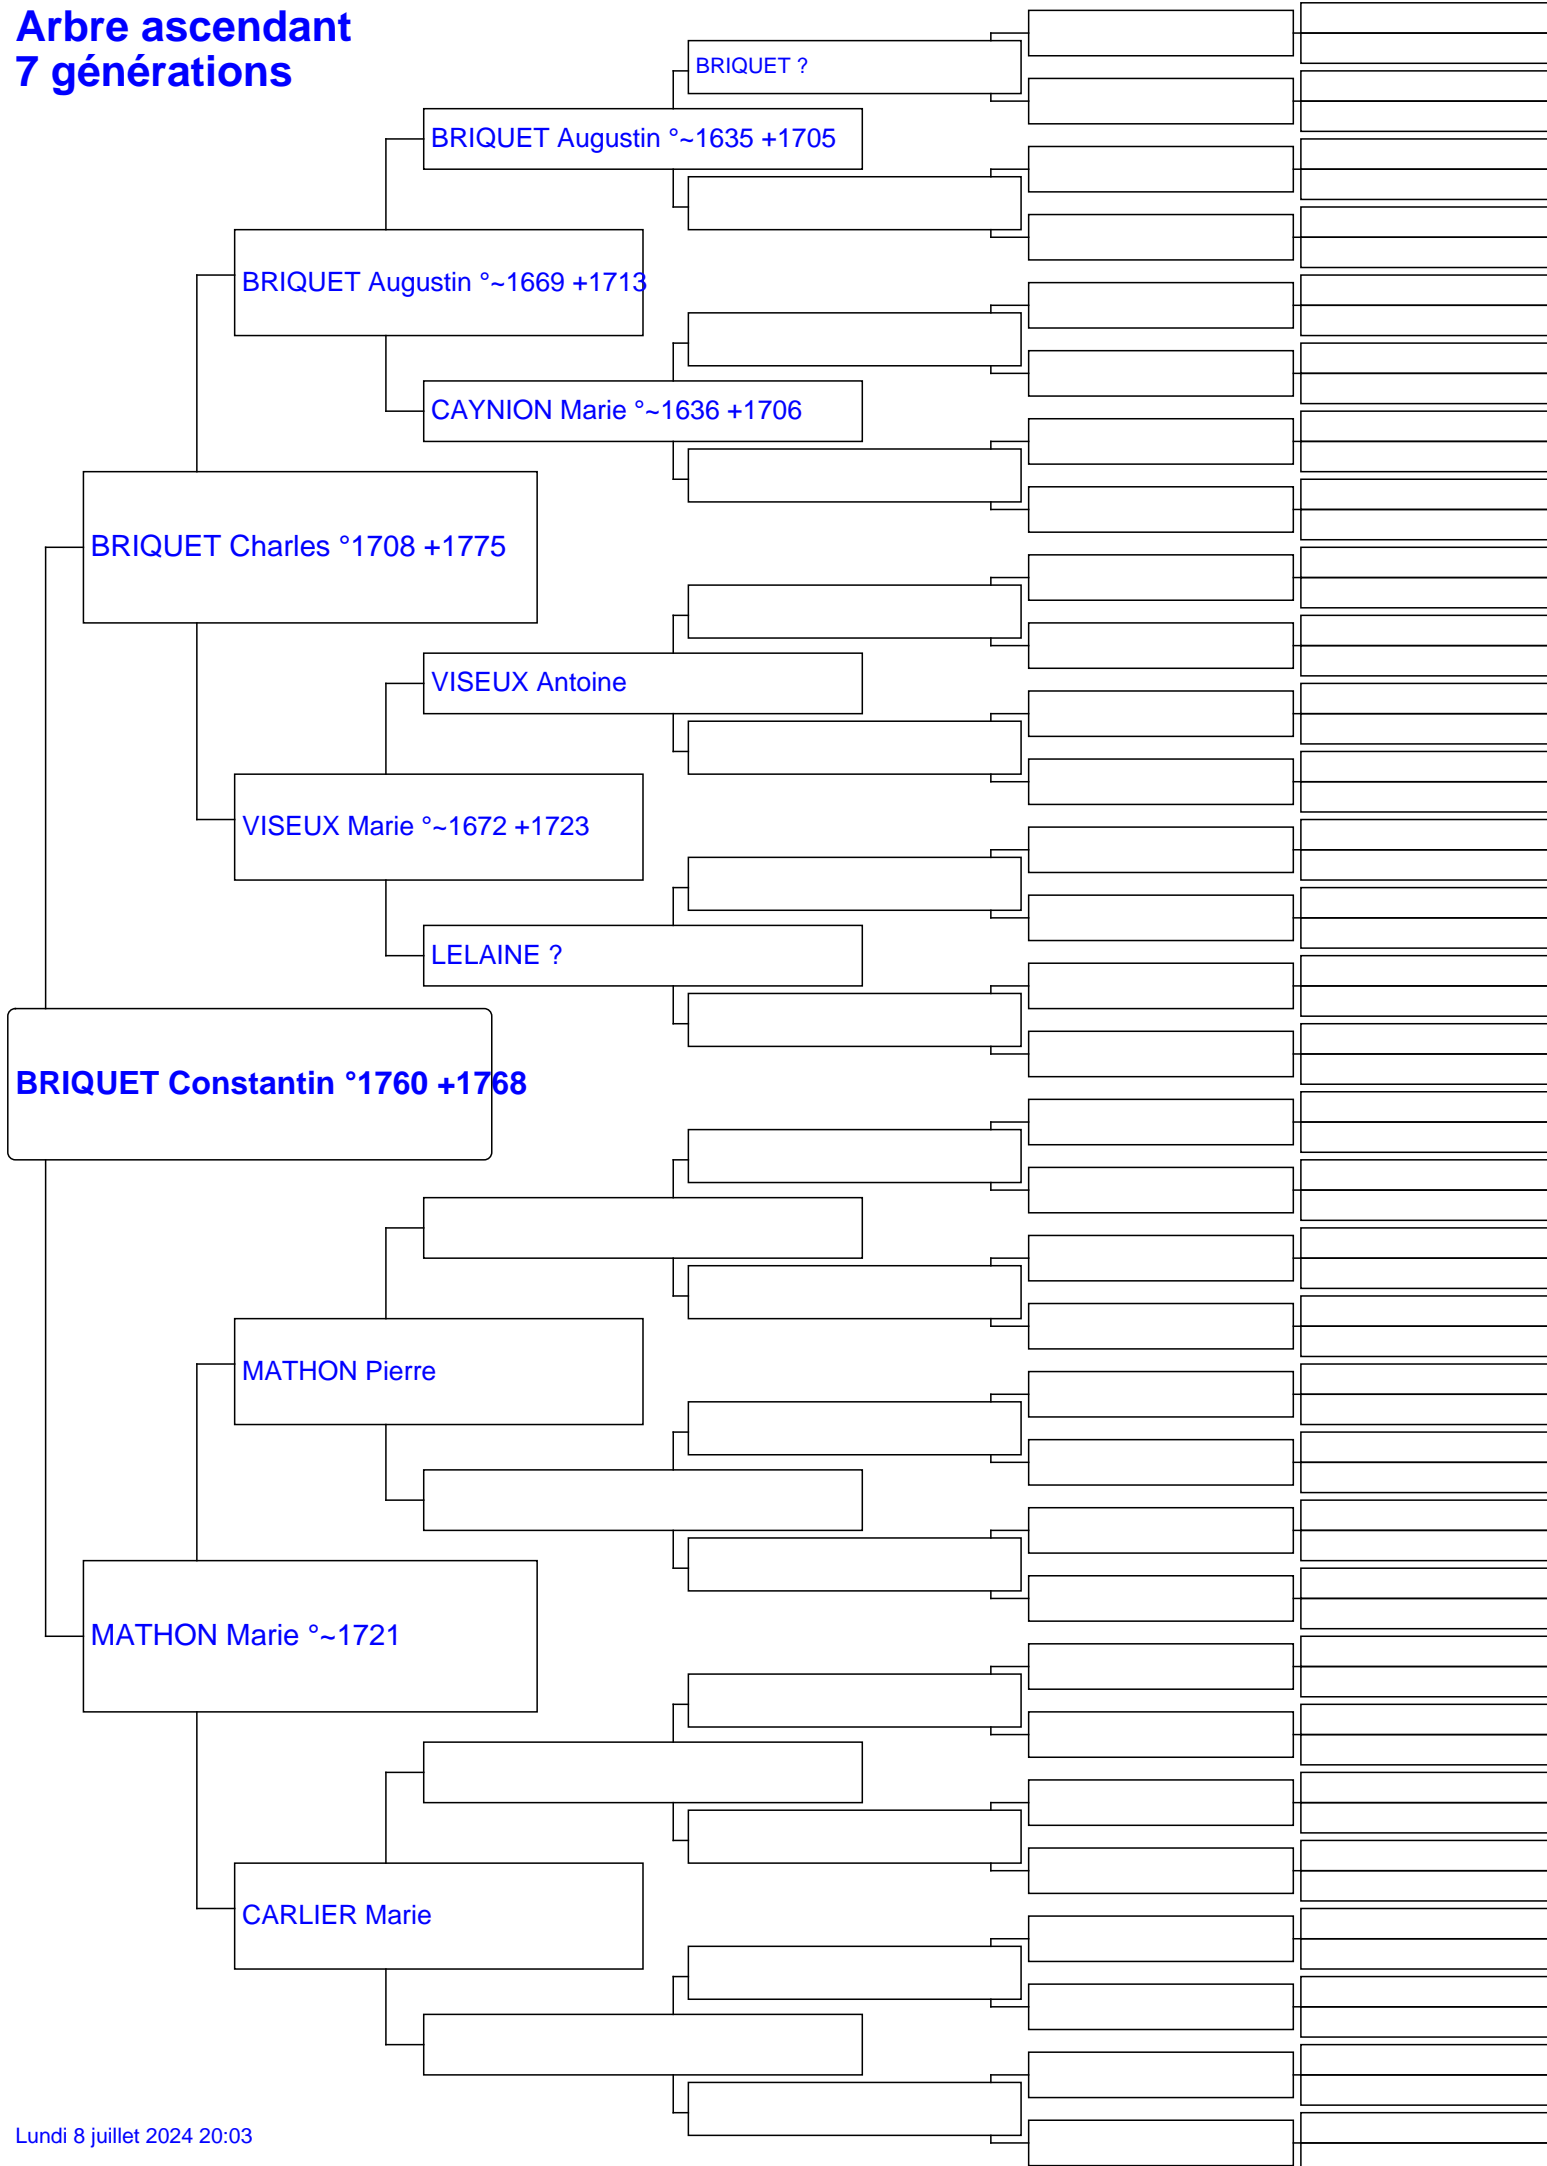 Arbre ascendant
7 générations
BRIQUET ?
BRIQUET Augustin °~1635 +1705
BRIQUET Augustin °~1669 +1713
CAYNION Marie °~1636 +1706
BRIQUET Charles °1708 +1775
VISEUX Antoine
VISEUX Marie °~1672 +1723
LELAINE ?
BRIQUET Constantin °1760 +1768
MATHON Pierre
MATHON Marie °~1721
CARLIER Marie
Lundi 8 juillet 2024 20:03